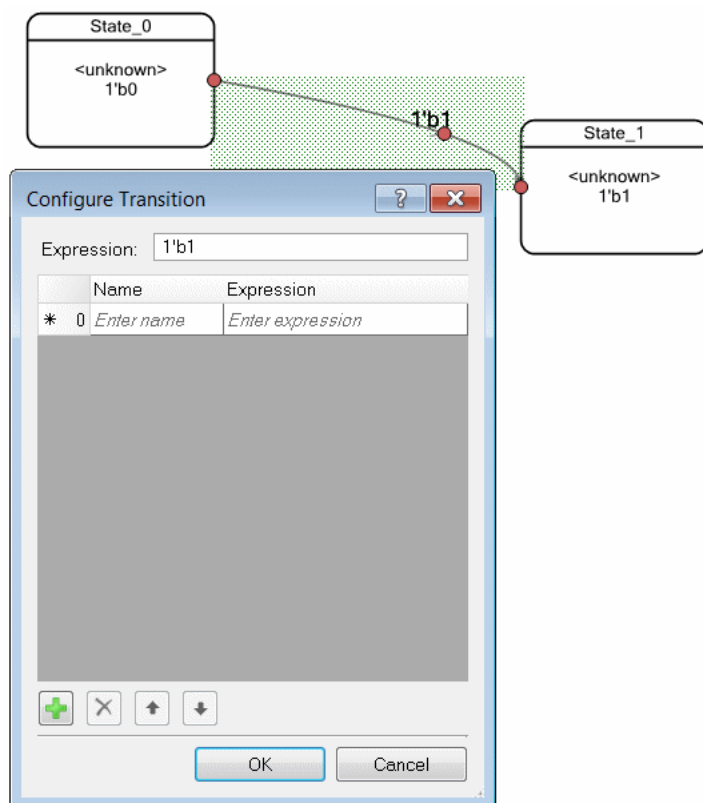 State_0
<unknown>
1'b0
1'b1
State_1
<unknown>
1'b1
Configure Transition
?
Expression: 1'b1
Name Expression
* 0 Enter name Enter expression
OK Cancel